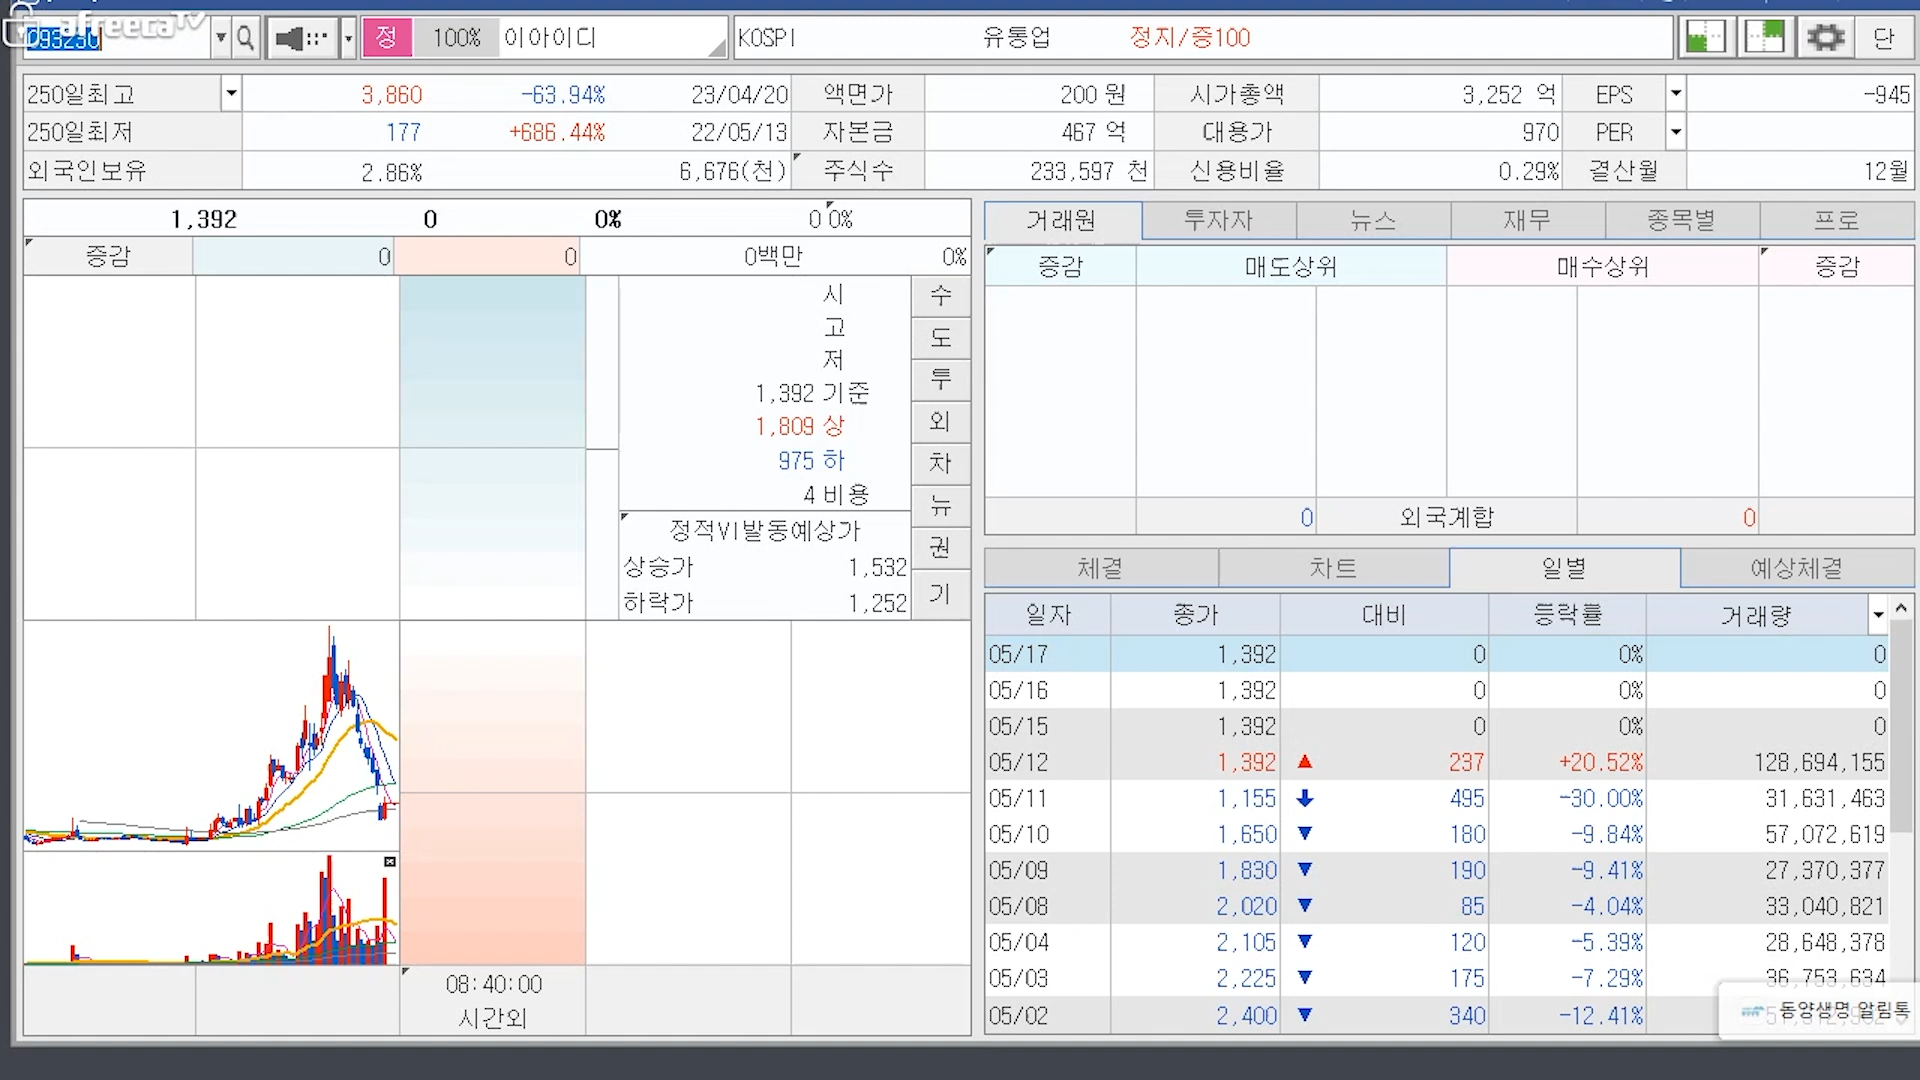 afreecaTV
093230 정 100% 이아이디 KOSPI 유통업 정지/증100 단
250일최고 3,860 -63.94% 23/04/20 액면가 200 원 시가총액 3,252 억 EPS -945
250일최저 177 +686.44% 22/05/13 자본금 467 억 대용가 970 PER
외국인보유 2.86% 6,676(천) 주식수 233,597 천 신용비율 0.29% 결산월 12월
1,392 0 0% 0 0%
증감 0 0 0백만 0%
시 수
고 도
저 투
1,392 기준 외
1,809 상
975 하 차
4 비용 뉴
정적VI발동예상가 권
상승가 1,532
하락가 1,252 기
08:40:00
시간외
거래원 투자자 뉴스 재무 종목별 프로
증감 매도상위 매수상위 증감
0 외국계합 0
체결 차트 일별 예상체결
일자 종가 대비 등락률 거래량
05/17 1,392 0 0% 0
05/16 1,392 0 0% 0
05/15 1,392 0 0% 0
05/12 1,392 ▲ 237 +20.52% 128,694,155
05/11 1,155 ↓ 495 -30.00% 31,631,463
05/10 1,650 ▼ 180 -9.84% 57,072,619
05/09 1,830 ▼ 190 -9.41% 27,370,377
05/08 2,020 ▼ 85 -4.04% 33,040,821
05/04 2,105 ▼ 120 -5.39% 28,648,378
05/03 2,225 ▼ 175 -7.29% 36,753,634
05/02 2,400 ▼ 340 -12.41%
동양생명 알림톡